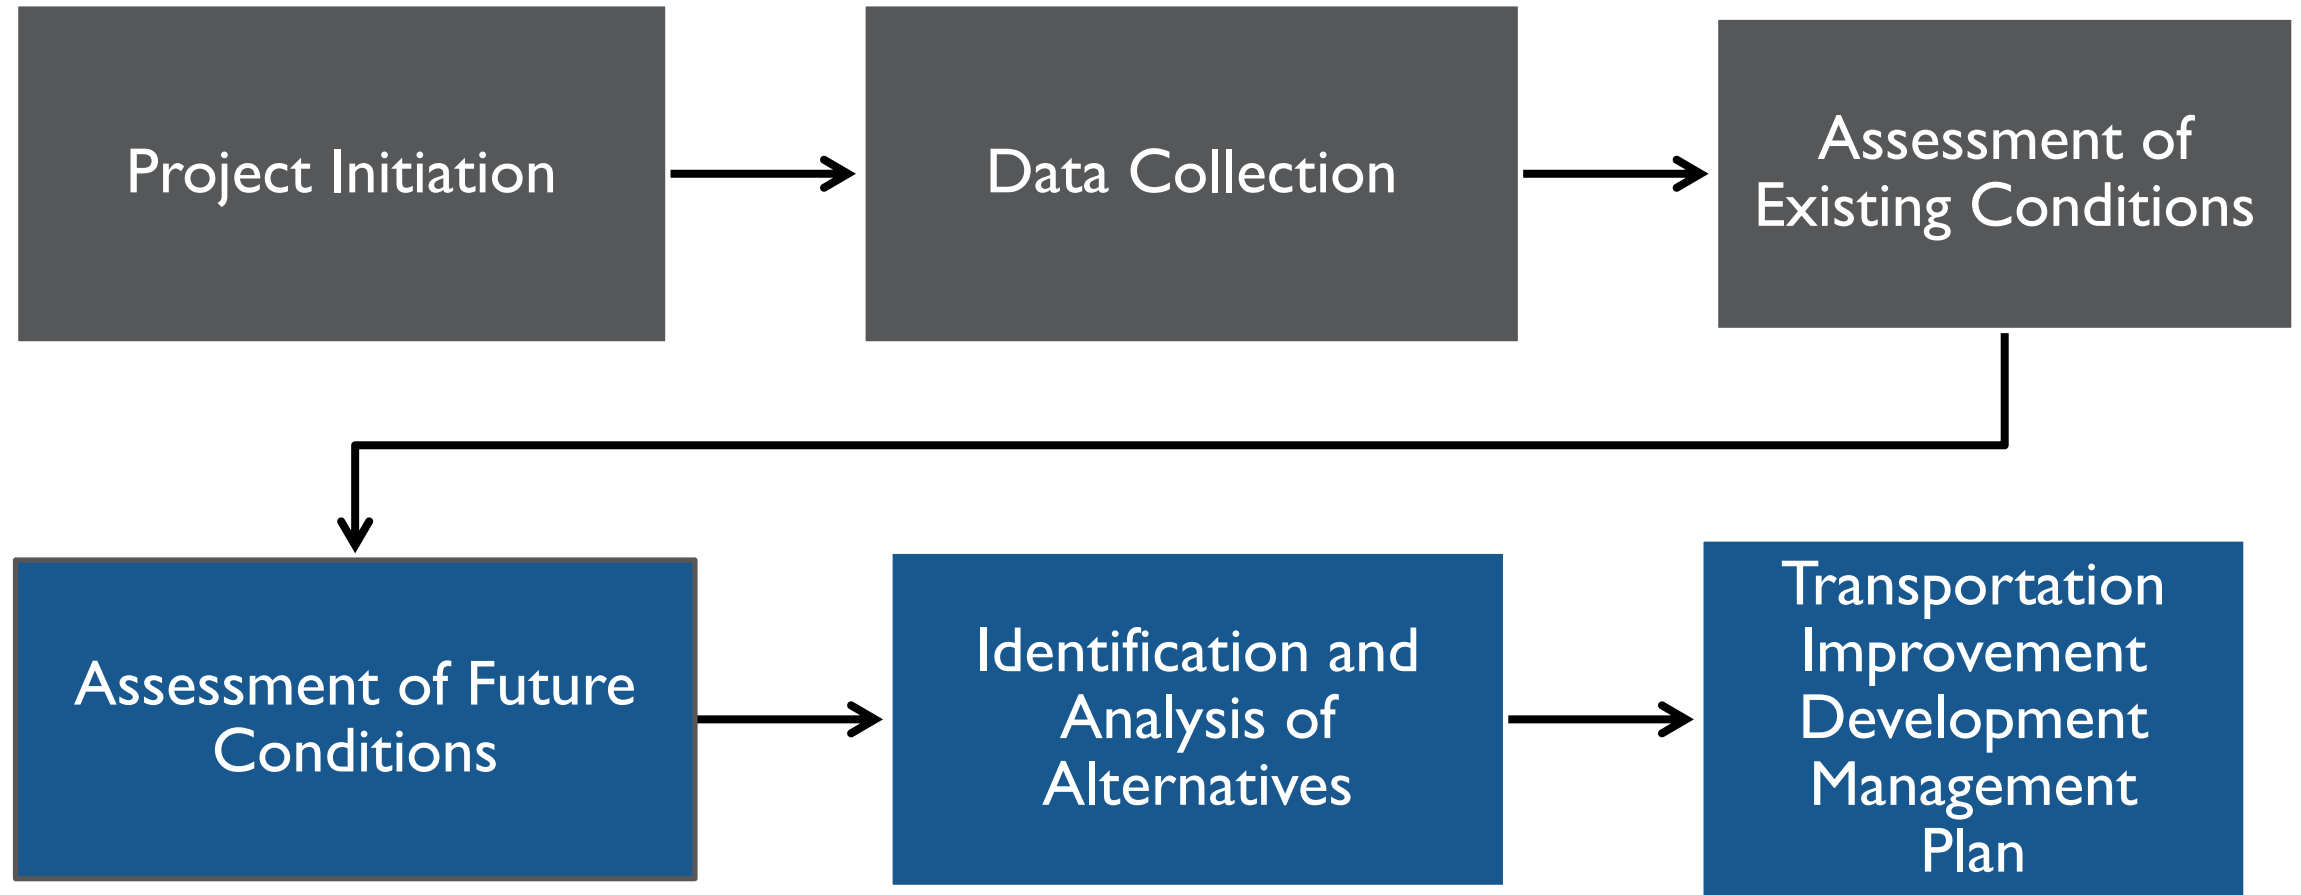 Project Initiation
Data Collection
Assessment of
Existing Conditions
Assessment of Future
Conditions
Identification and
Analysis of
Alternatives
Transportation
Improvement
Development
Management
Plan